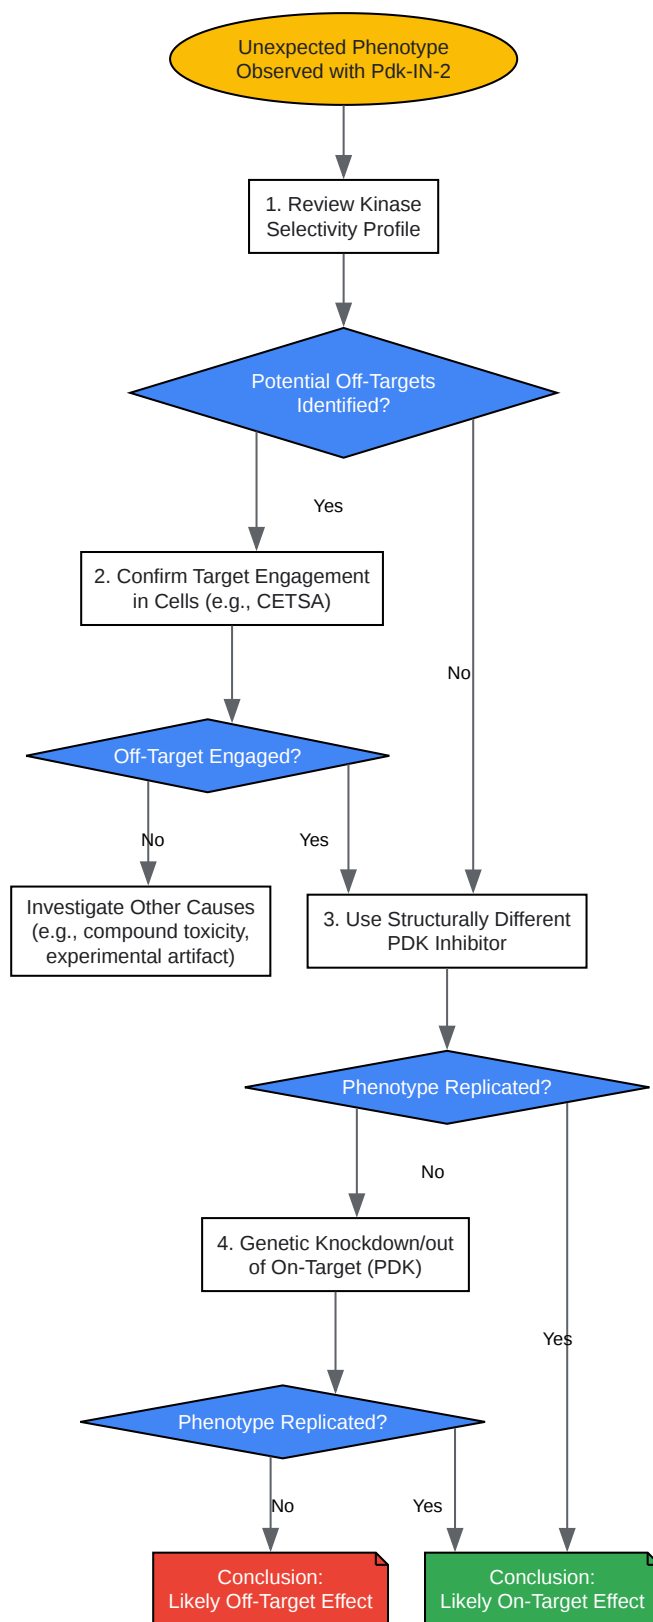 Unexpected Phenotype
Observed with Pdk-IN-2
1. Review Kinase
Selectivity Profile
Potential Off-Targets
Identified?
Yes
No
2. Confirm Target Engagement
in Cells (e.g., CETSA)
Off-Target Engaged?
No
Yes
Investigate Other Causes
(e.g., compound toxicity,
experimental artifact)
3. Use Structurally Different
PDK Inhibitor
Phenotype Replicated?
No
Yes
4. Genetic Knockdown/out
of On-Target (PDK)
Phenotype Replicated?
No
Yes
Conclusion:
Likely Off-Target Effect
Conclusion:
Likely On-Target Effect